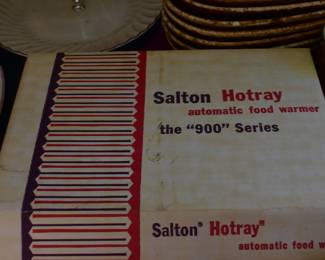 Salton Hotray
automatic food warmer
the "900" Series
Salton® Hotray®
automatic food w